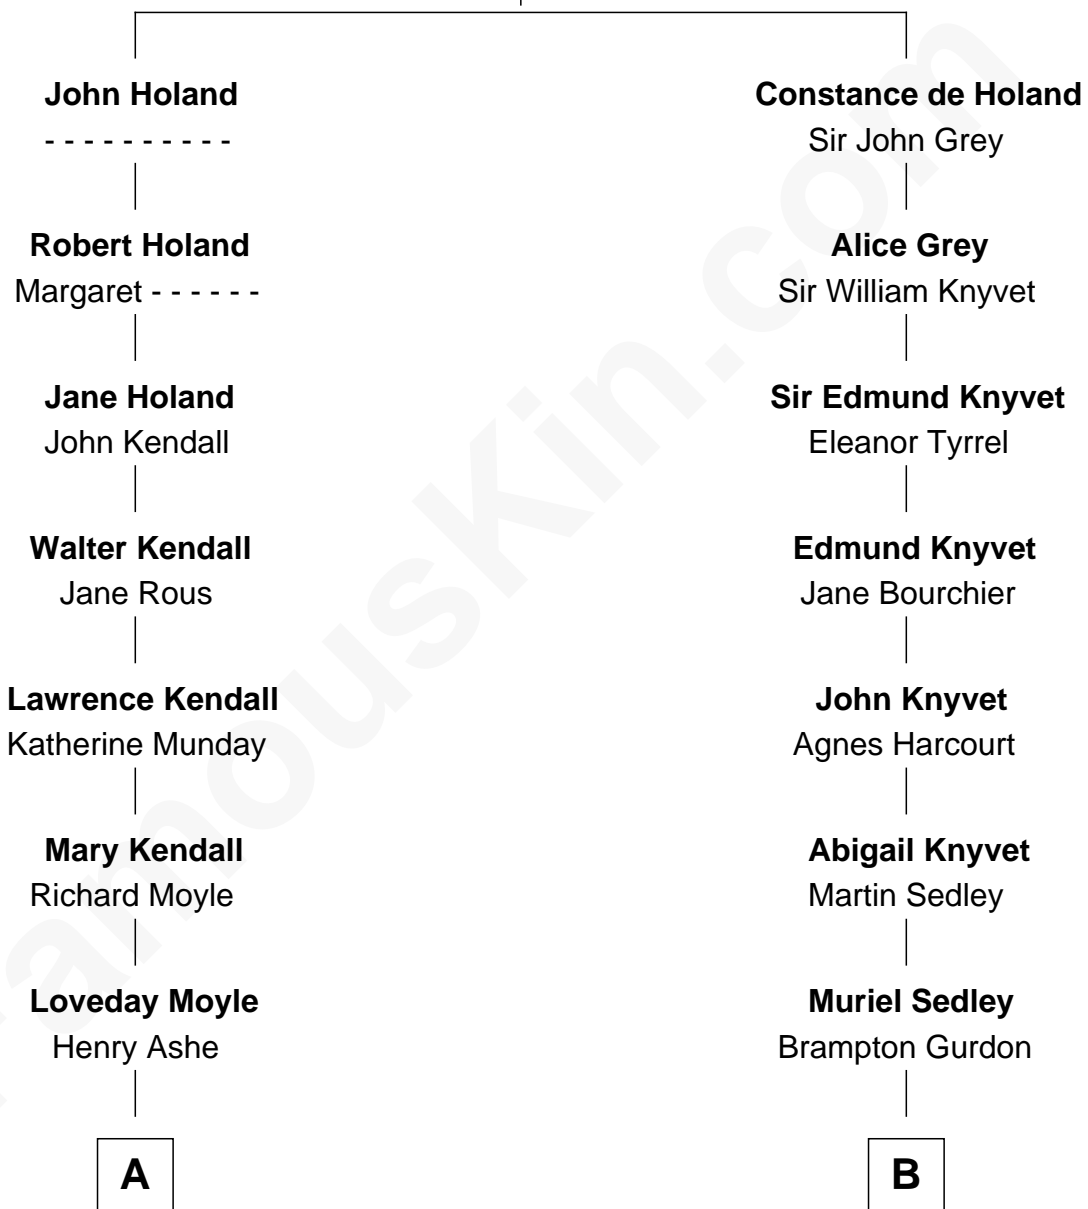 John Holand
- - - - - - - - - -
Constance de Holand
Sir John Grey
Robert Holand
Margaret - - - - - -
Alice Grey
Sir William Knyvet
Jane Holand
John Kendall
Sir Edmund Knyvet
Eleanor Tyrrel
Walter Kendall
Jane Rous
Edmund Knyvet
Jane Bourchier
Lawrence Kendall
Katherine Munday
John Knyvet
Agnes Harcourt
Mary Kendall
Richard Moyle
Abigail Knyvet
Martin Sedley
Loveday Moyle
Henry Ashe
Muriel Sedley
Brampton Gurdon
A
B
FamousKin.com